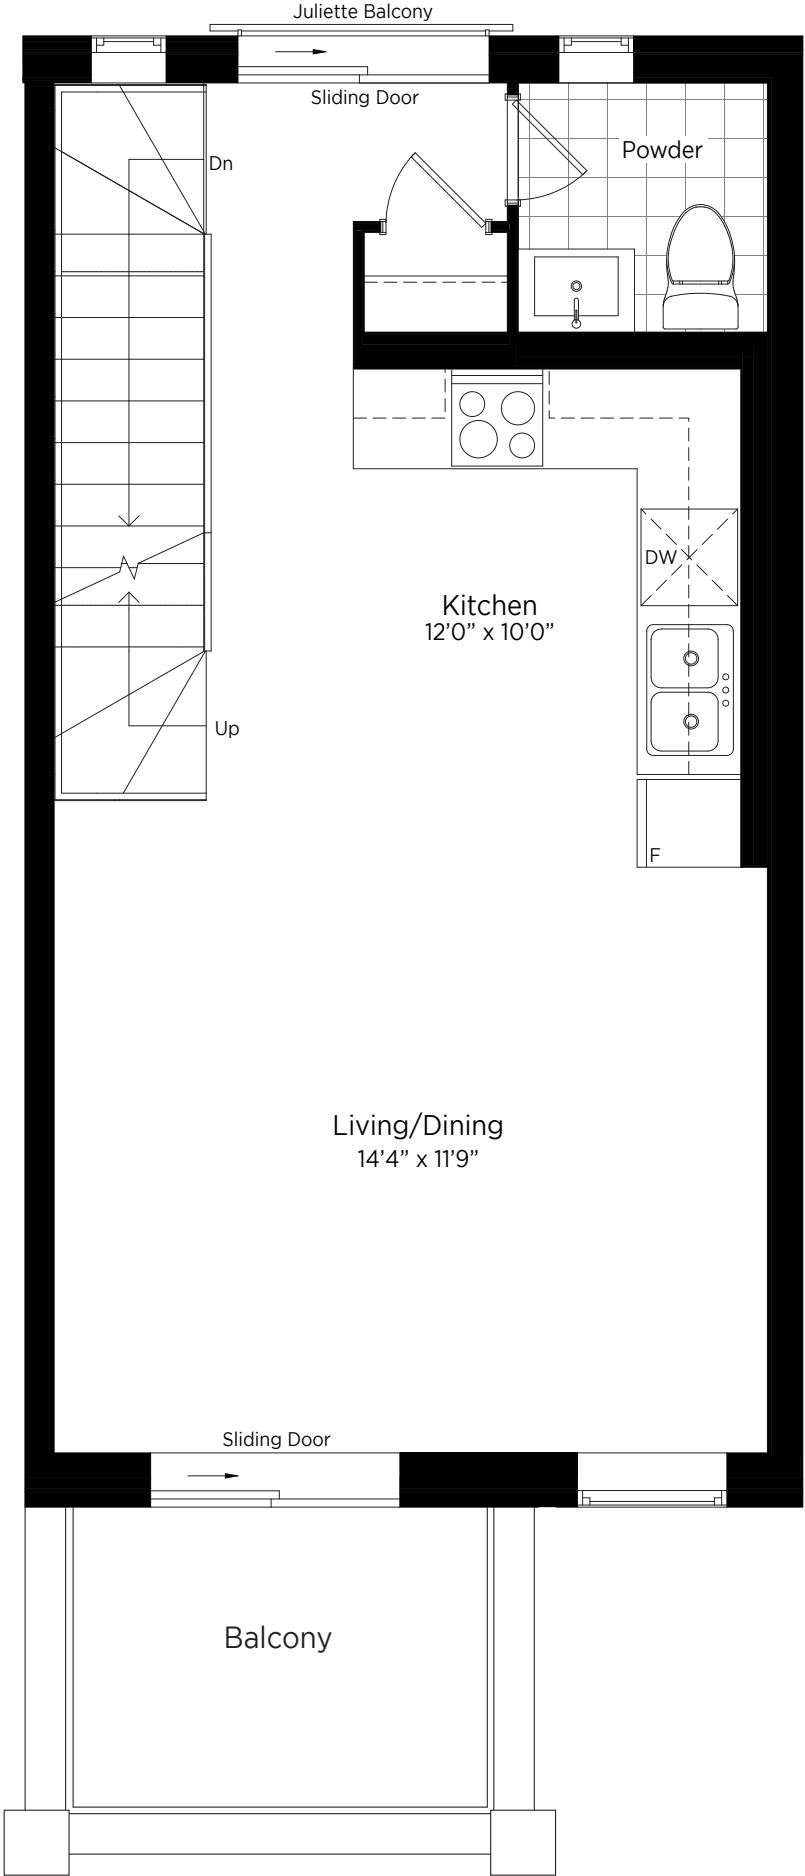 Juliette Balcony
Sliding Door
Powder
Dn
DW
Kitchen
12’0” x 10’0”
Up
F
Living/Dining
14’4” x 11’9”
Sliding Door
Balcony